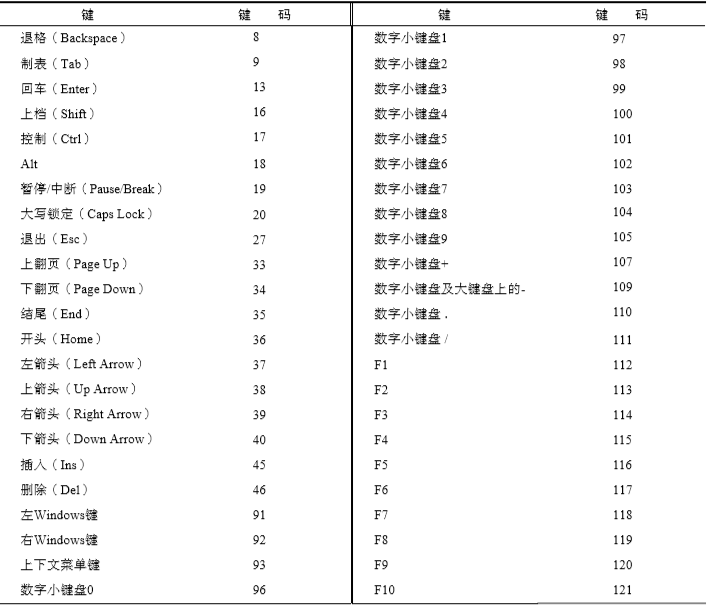 键 键 码 键 键 码
退格（Backspace） 8 数字小键盘1 97
制表（Tab） 9 数字小键盘2 98
回车（Enter） 13 数字小键盘3 99
上档（Shift） 16 数字小键盘4 100
控制（Ctrl） 17 数字小键盘5 101
Alt 18 数字小键盘6 102
暂停/中断（Pause/Break） 19 数字小键盘7 103
大写锁定（Caps Lock） 20 数字小键盘8 104
退出（Esc） 27 数字小键盘9 105
上翻页（Page Up） 33 数字小键盘+ 107
下翻页（Page Down） 34 数字小键盘及大键盘上的- 109
结尾（End） 35 数字小键盘 . 110
开头（Home） 36 数字小键盘 / 111
左箭头（Left Arrow） 37 F1 112
上箭头（Up Arrow） 38 F2 113
右箭头（Right Arrow） 39 F3 114
下箭头（Down Arrow） 40 F4 115
插入（Ins） 45 F5 116
删除（Del） 46 F6 117
左Windows键 91 F7 118
右Windows键 92 F8 119
上下文菜单键 93 F9 120
数字小键盘0 96 F10 121